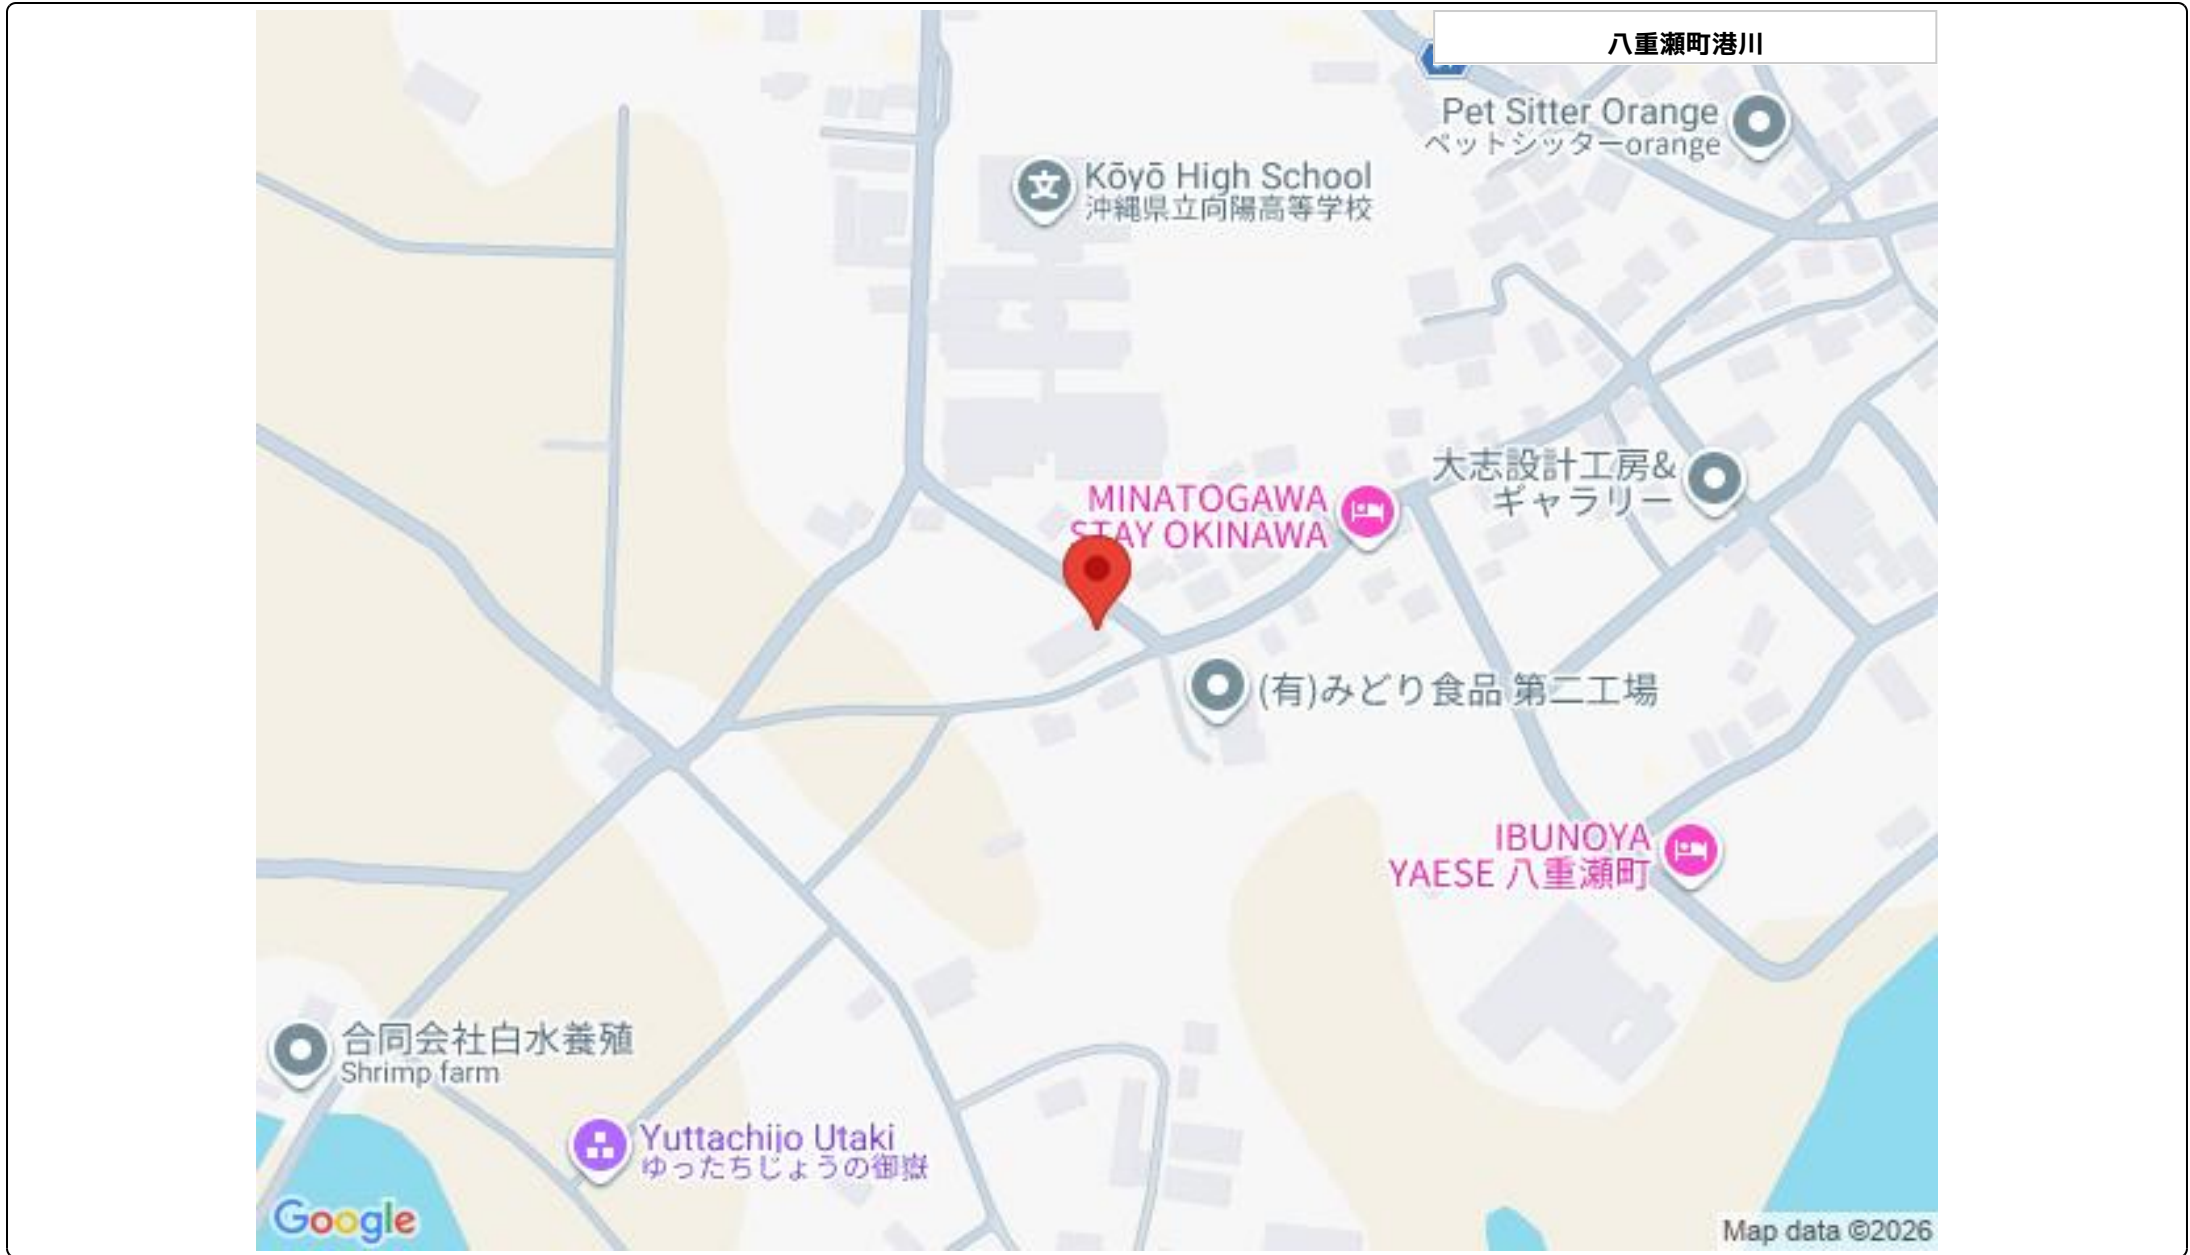 八重瀬町港川
Pet Sitter Orange
ペットシッターorange
Kōyō High School
沖縄県立向陽高等学校
大志設計工房&
ギャラリー
MINATOGAWA
STAY OKINAWA
(有)みどり食品 第二工場
IBUNOYA
YAESE 八重瀬町
合同会社白水養殖
Shrimp farm
Yuttachijo Utaki
ゆったちじょうの御嶽
Google
Map data ©2026